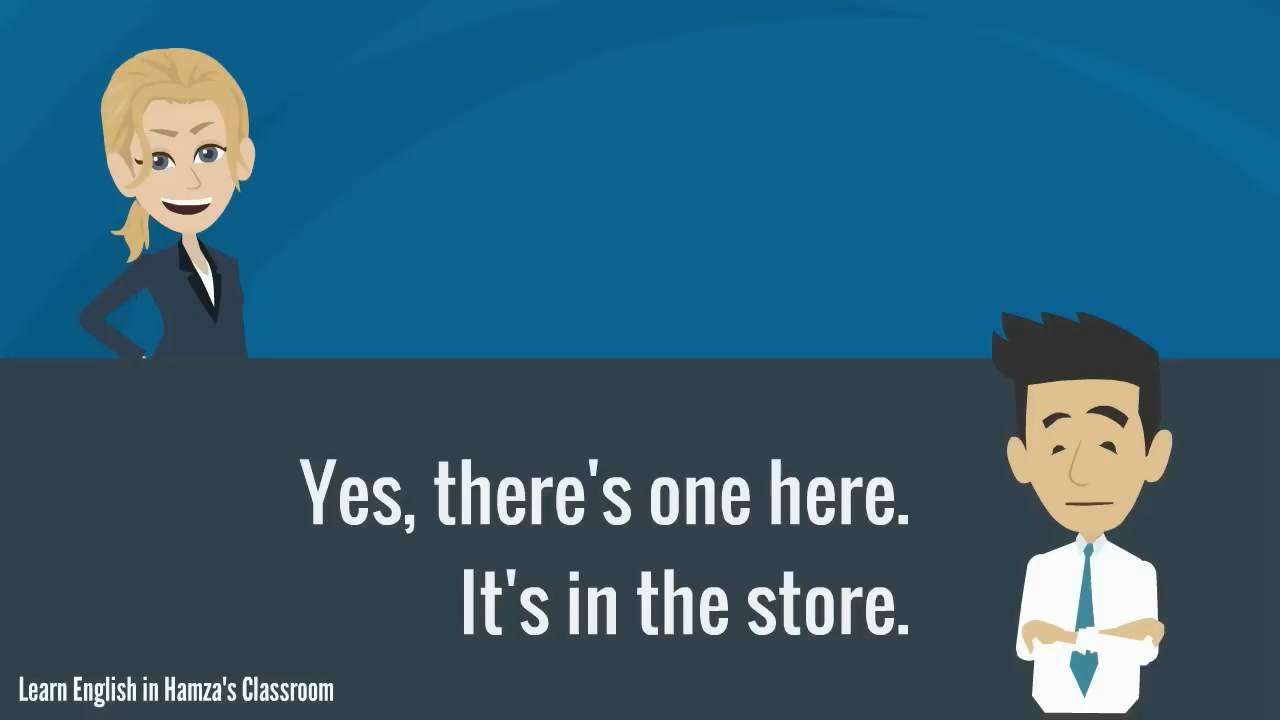 Yes, there's one here.
It's in the store.
Learn English in Hamza's Classroom